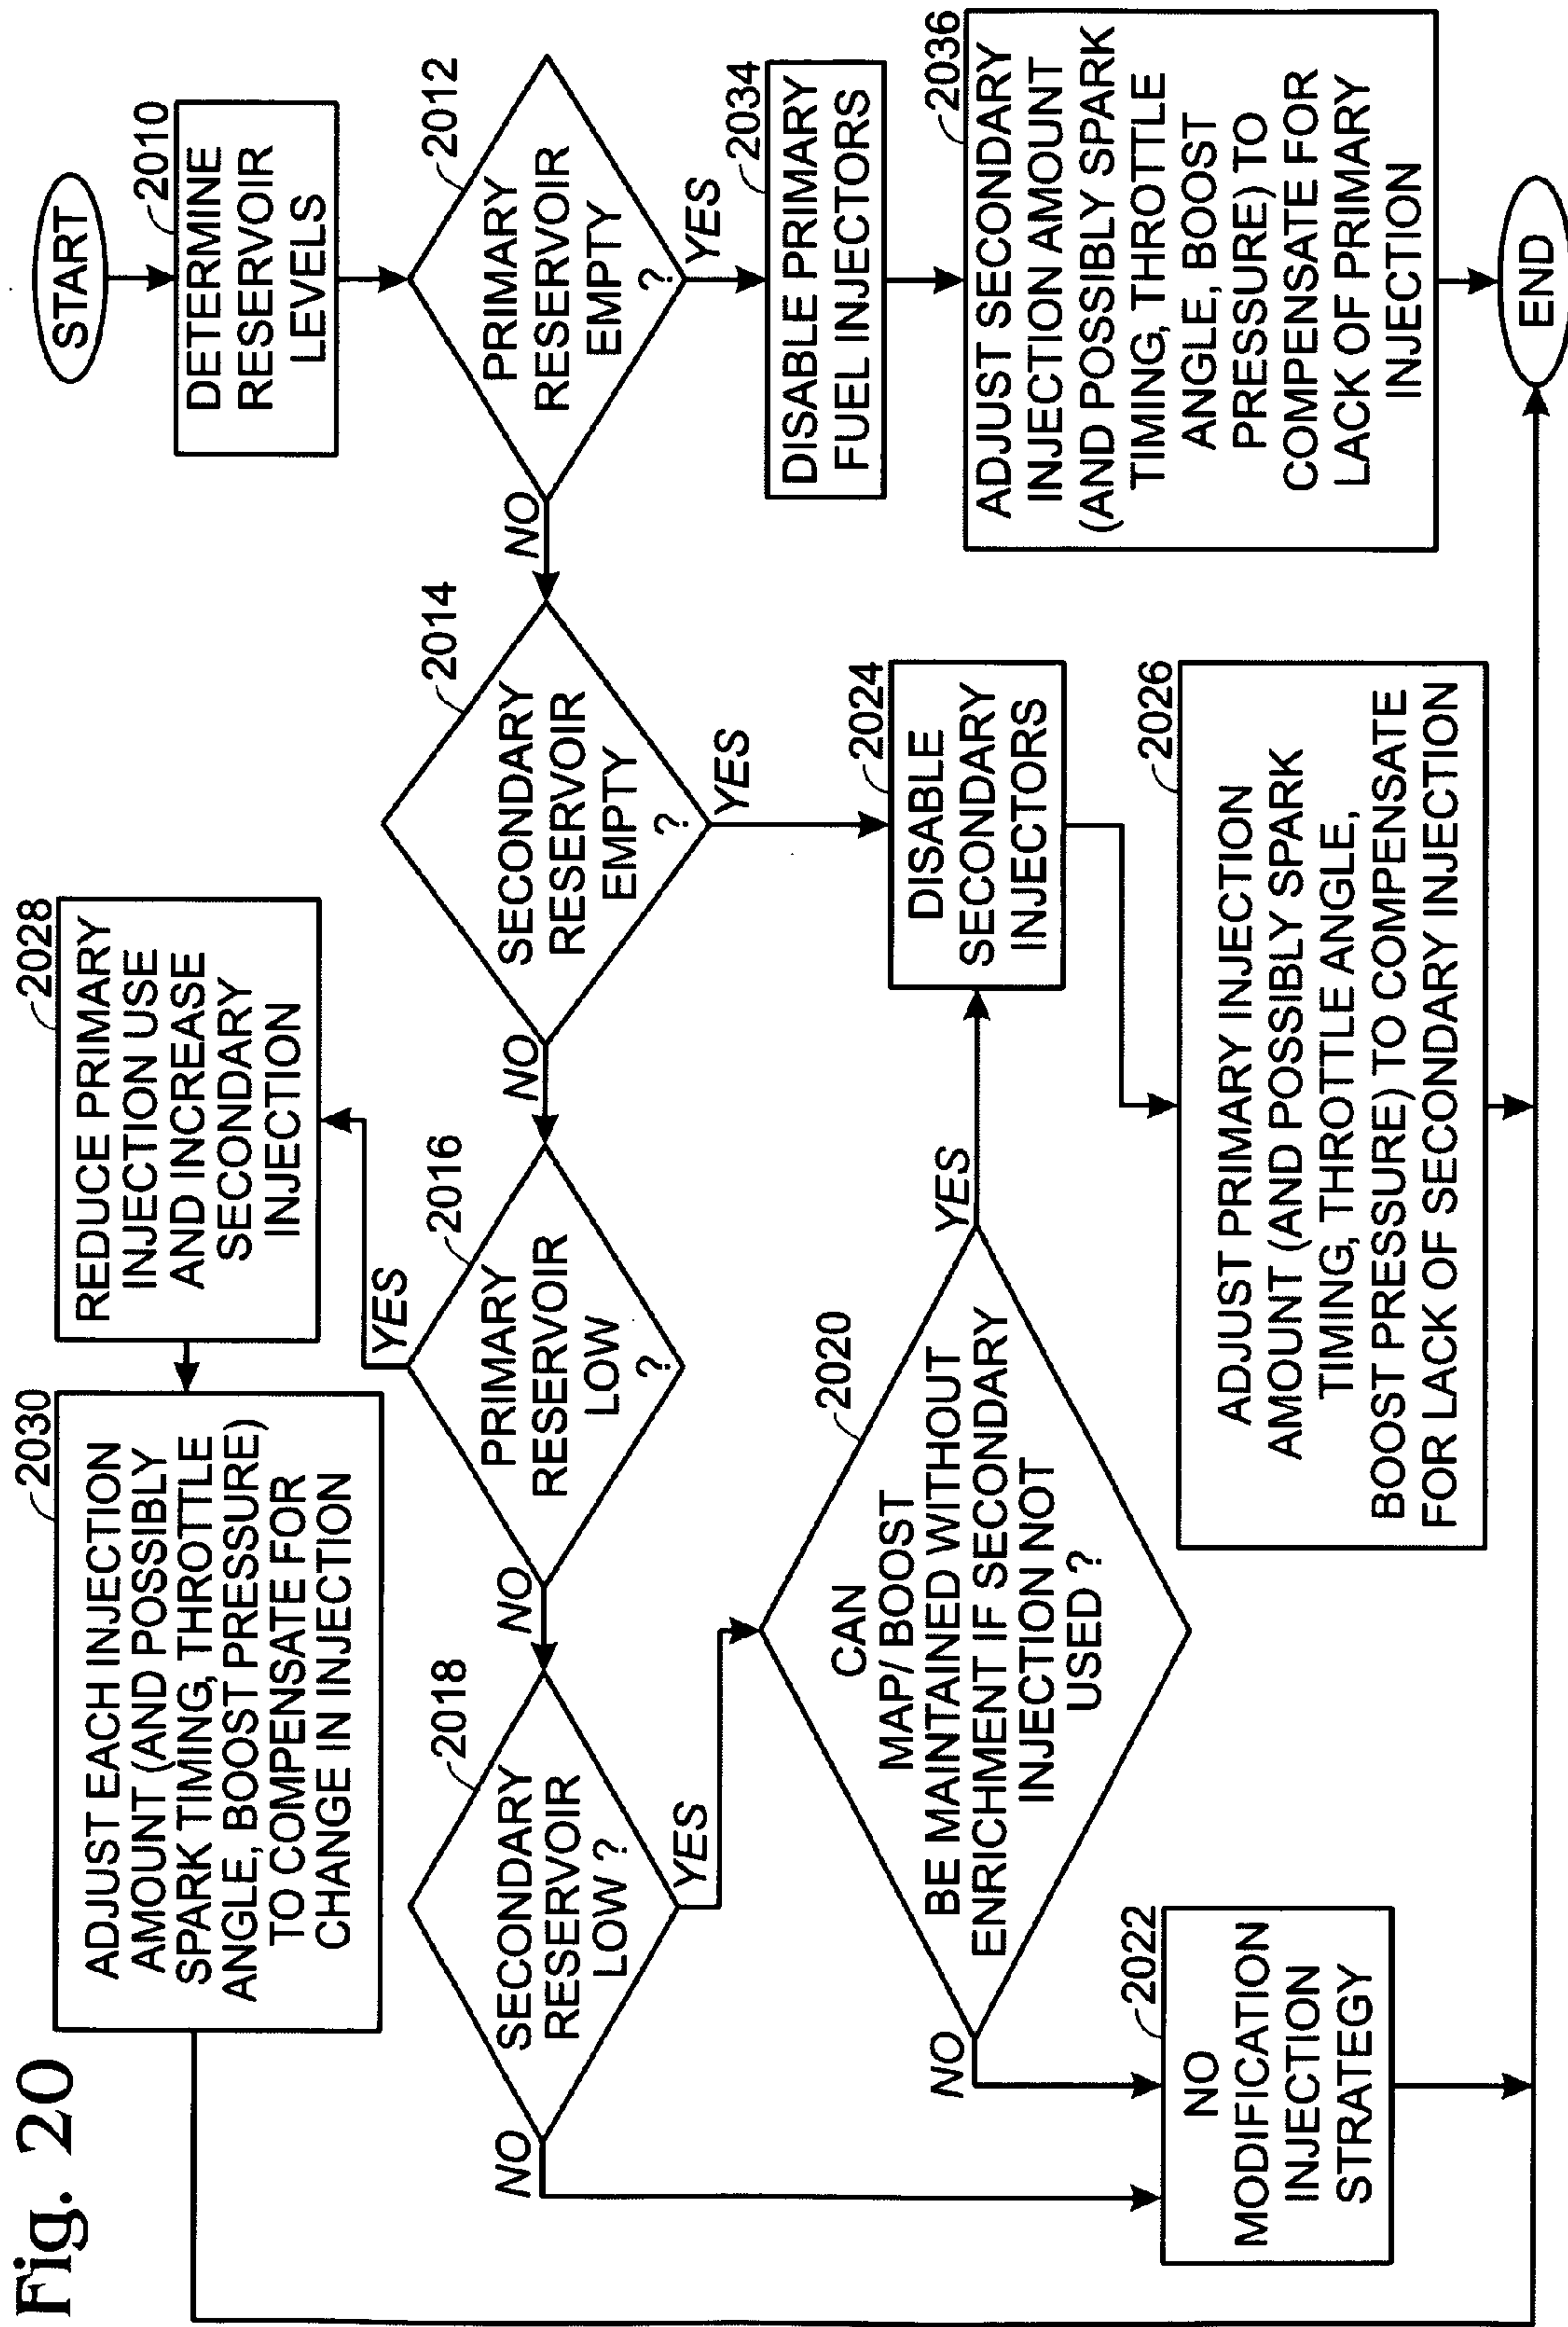 Fig. 20
START
2010
DETERMINE
RESERVOIR
LEVELS
2012
PRIMARY
RESERVOIR
EMPTY
?
YES
NO
2034
DISABLE PRIMARY
FUEL INJECTORS
2036
ADJUST SECONDARY
INJECTION AMOUNT
(AND POSSIBLY SPARK
TIMING, THROTTLE
ANGLE, BOOST
PRESSURE) TO
COMPENSATE FOR
LACK OF PRIMARY
INJECTION
END
2014
SECONDARY
RESERVOIR
EMPTY
?
YES
NO
2024
DISABLE
SECONDARY
INJECTORS
2026
ADJUST PRIMARY INJECTION
AMOUNT (AND POSSIBLY SPARK
TIMING, THROTTLE ANGLE,
BOOST PRESSURE) TO COMPENSATE
FOR LACK OF SECONDARY INJECTION
2016
PRIMARY
RESERVOIR
LOW
?
YES
NO
2028
REDUCE PRIMARY
INJECTION USE
AND INCREASE
SECONDARY
INJECTION
2030
ADJUST EACH INJECTION
AMOUNT (AND POSSIBLY
SPARK TIMING, THROTTLE
ANGLE, BOOST PRESSURE)
TO COMPENSATE FOR
CHANGE IN INJECTION
2018
SECONDARY
RESERVOIR
LOW ?
YES
NO
2020
CAN
MAP/ BOOST
BE MAINTAINED WITHOUT
ENRICHMENT IF SECONDARY
INJECTION NOT
USED ?
YES
NO
2022
NO
MODIFICATION
INJECTION
STRATEGY